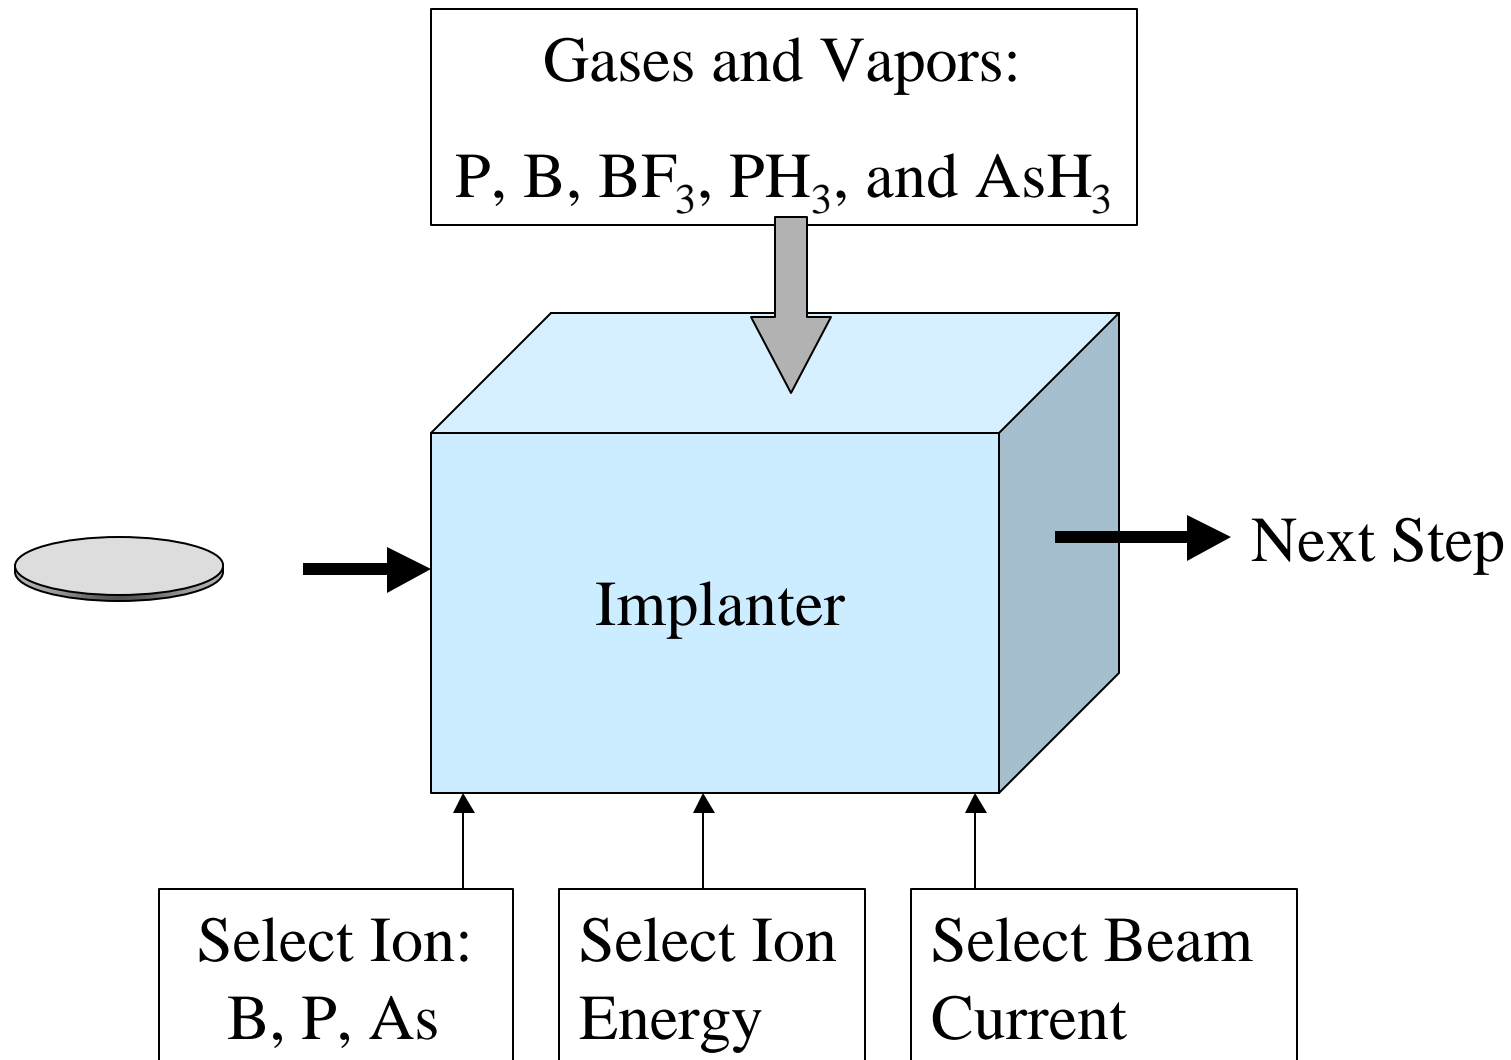 Gases and Vapors:
P, B, BF₃, PH₃, and AsH₃
Implanter
Next Step
Select Ion:
B, P, As
Select Ion
Energy
Select Beam
Current